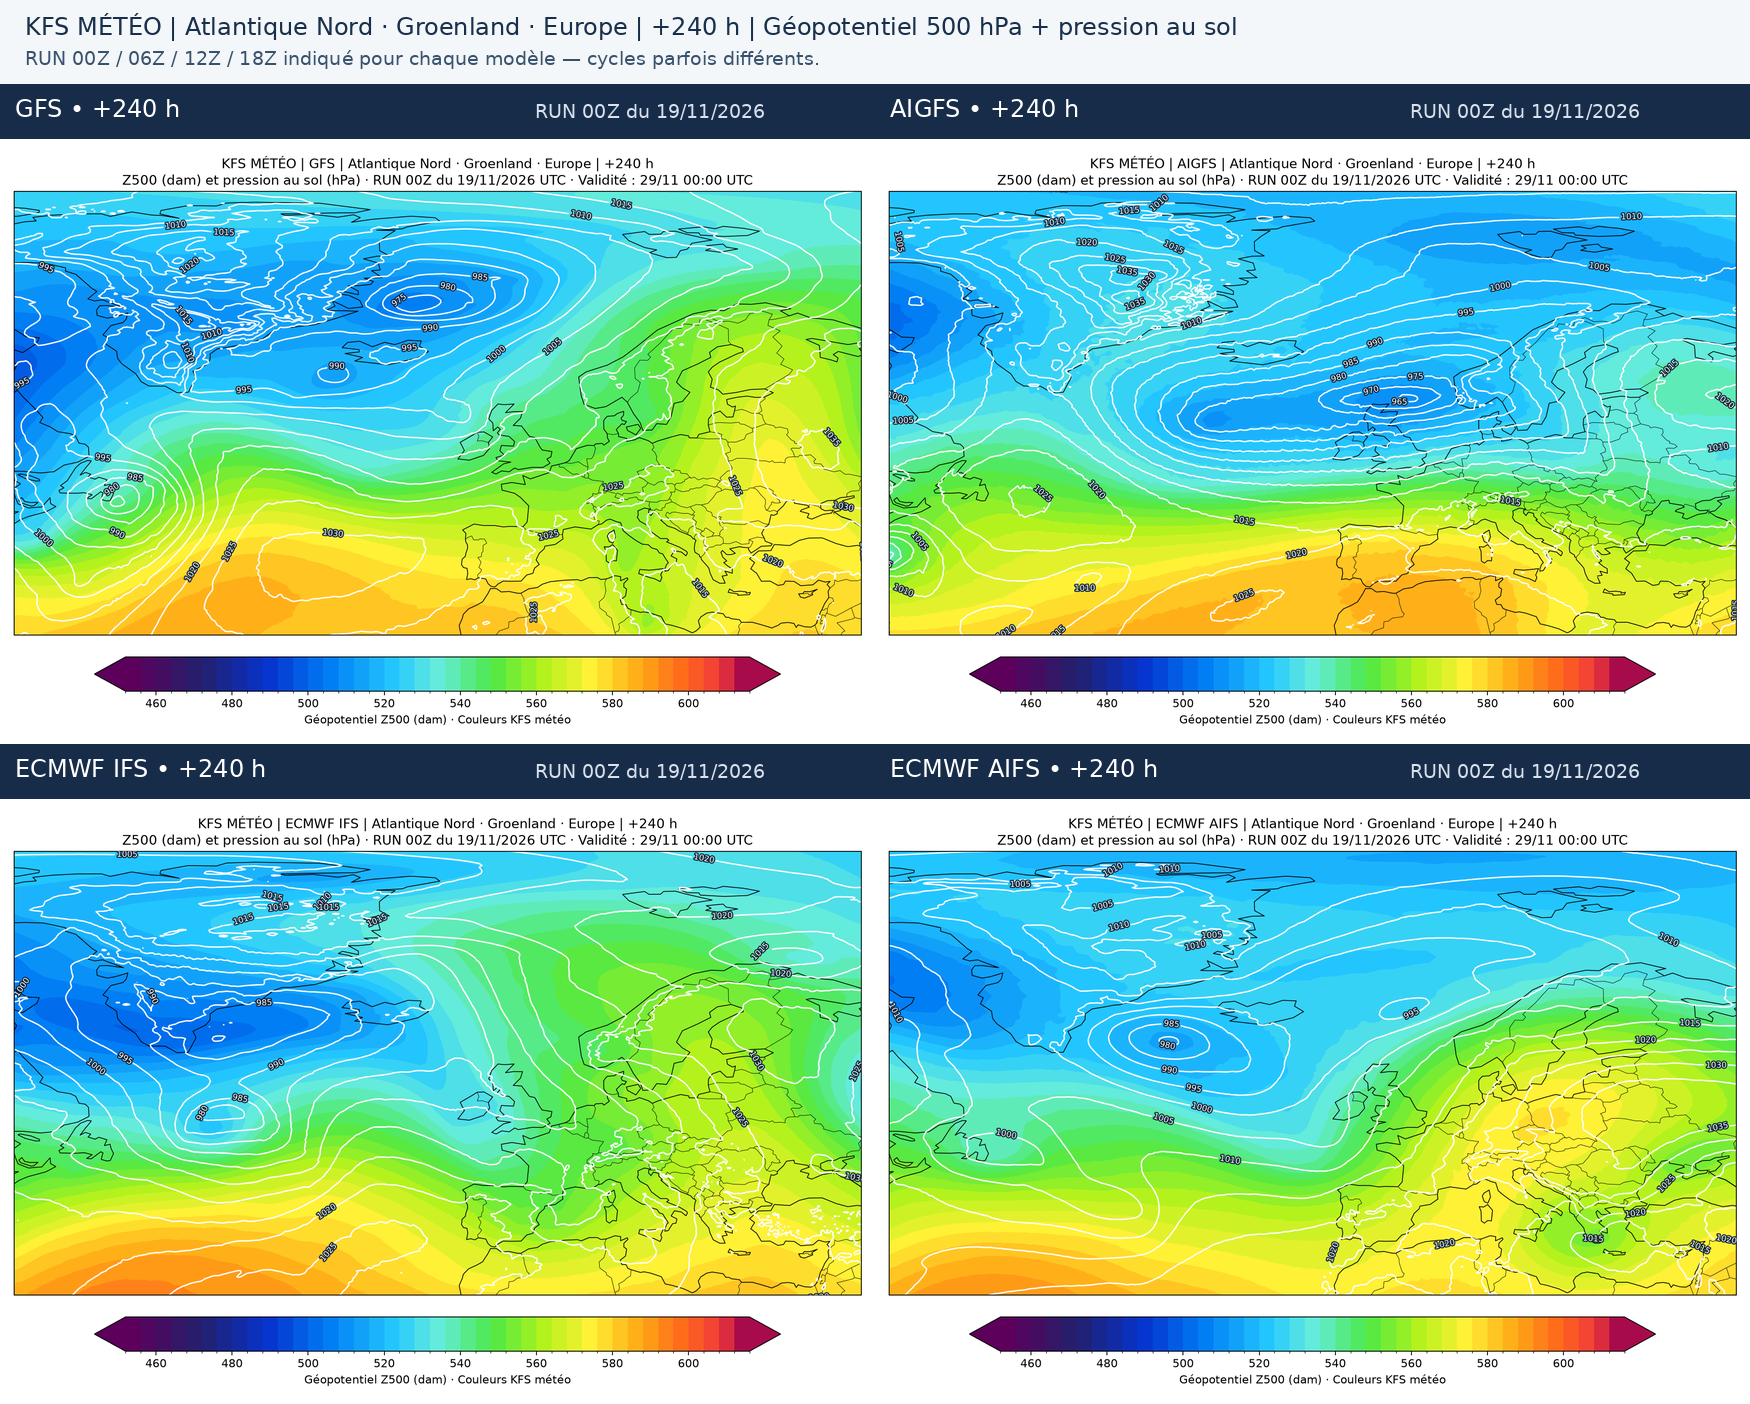 KFS MÉTÉO | Atlantique Nord · Groenland · Europe | +240 h | Géopotentiel 500 hPa + pression au sol
RUN 00Z / 06Z / 12Z / 18Z indiqué pour chaque modèle — cycles parfois différents.
GFS • +240 h
RUN 00Z du 19/11/2026
AIGFS • +240 h
RUN 00Z du 19/11/2026
KFS MÉTÉO | GFS | Atlantique Nord · Groenland · Europe | +240 h
Z500 (dam) et pression au sol (hPa) · RUN 00Z du 19/11/2026 UTC · Validité : 29/11 00:00 UTC
KFS MÉTÉO | AIGFS | Atlantique Nord · Groenland · Europe | +240 h
Z500 (dam) et pression au sol (hPa) · RUN 00Z du 19/11/2026 UTC · Validité : 29/11 00:00 UTC
460 480 500 520 540 560 580 600
Géopotentiel Z500 (dam) · Couleurs KFS météo
460 480 500 520 540 560 580 600
Géopotentiel Z500 (dam) · Couleurs KFS météo
ECMWF IFS • +240 h
RUN 00Z du 19/11/2026
ECMWF AIFS • +240 h
RUN 00Z du 19/11/2026
KFS MÉTÉO | ECMWF IFS | Atlantique Nord · Groenland · Europe | +240 h
Z500 (dam) et pression au sol (hPa) · RUN 00Z du 19/11/2026 UTC · Validité : 29/11 00:00 UTC
KFS MÉTÉO | ECMWF AIFS | Atlantique Nord · Groenland · Europe | +240 h
Z500 (dam) et pression au sol (hPa) · RUN 00Z du 19/11/2026 UTC · Validité : 29/11 00:00 UTC
460 480 500 520 540 560 580 600
Géopotentiel Z500 (dam) · Couleurs KFS météo
460 480 500 520 540 560 580 600
Géopotentiel Z500 (dam) · Couleurs KFS météo